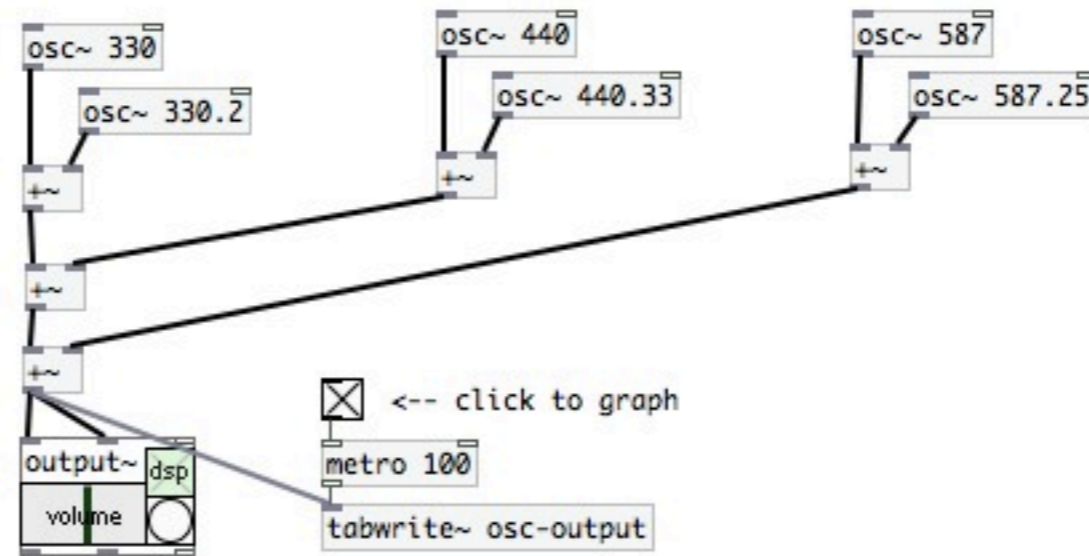 osc~ 330
osc~ 440
osc~ 587
osc~ 330.2
osc~ 440.33
osc~ 587.25
+~
+~
+~
+~
+~
<-- click to graph
output~
dsp
metro 100
volume
tabwrite~ osc-output